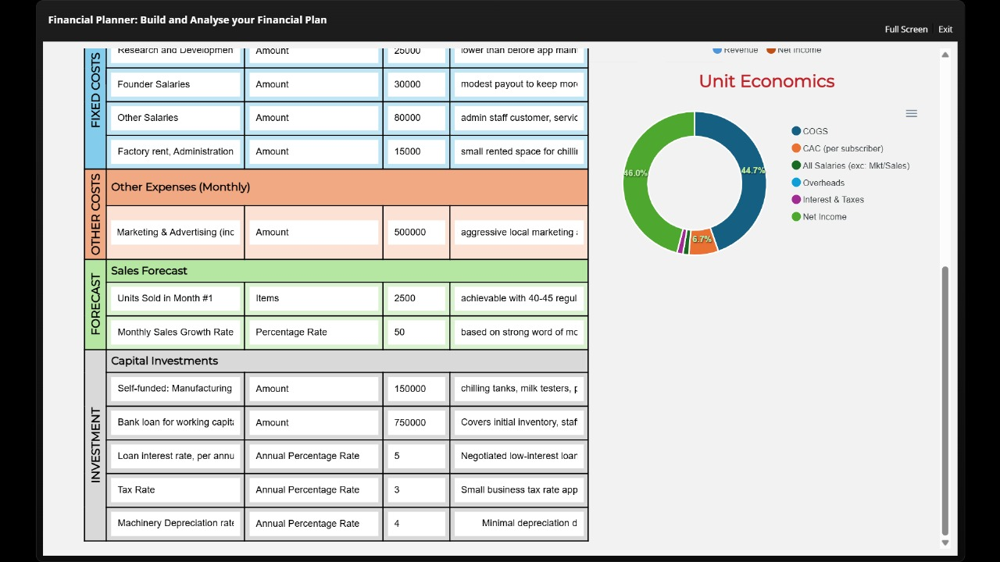 Financial Planner: Build and Analyse your Financial Plan
Full Screen Exit
FIXED COSTS
Research and Developmen Amount 25000 lower than before app main
Founder Salaries Amount 30000 modest payout to keep mor
Other Salaries Amount 80000 admin staff customer, servic
Factory rent, Administration Amount 15000 small rented space for chilli
OTHER COSTS
Other Expenses (Monthly)
Marketing & Advertising (inc Amount 500000 aggressive local marketing
FORECAST
Sales Forecast
Units Sold in Month #1 Items 2500 achievable with 40-45 regul
Monthly Sales Growth Rate Percentage Rate 50 based on strong word of mo
INVESTMENT
Capital Investments
Self-funded: Manufacturing Amount 150000 chilling tanks, milk testers, p
Bank loan for working capita Amount 750000 Covers initial inventory, staf
Loan interest rate, per annu Annual Percentage Rate 5 Negotiated low-interest loan
Tax Rate Annual Percentage Rate 3 Small business tax rate app
Machinery Depreciation rate Annual Percentage Rate 4 Minimal depreciation d
Revenue Net Income
Unit Economics
46.0%
44.7%
6.7%
COGS
CAC (per subscriber)
All Salaries (exc: Mkt/Sales)
Overheads
Interest & Taxes
Net Income